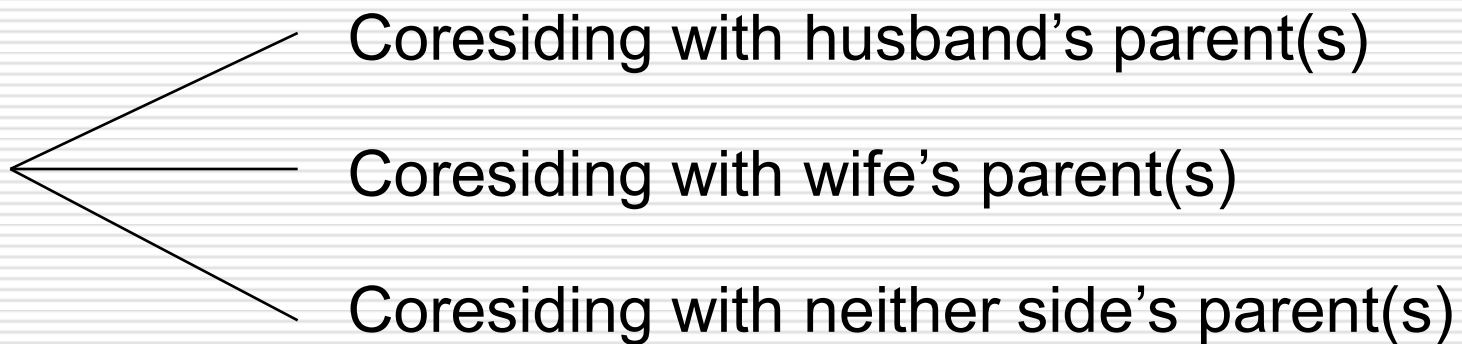 Coresiding with husband’s parent(s)
Coresiding with wife’s parent(s)
Coresiding with neither side’s parent(s)